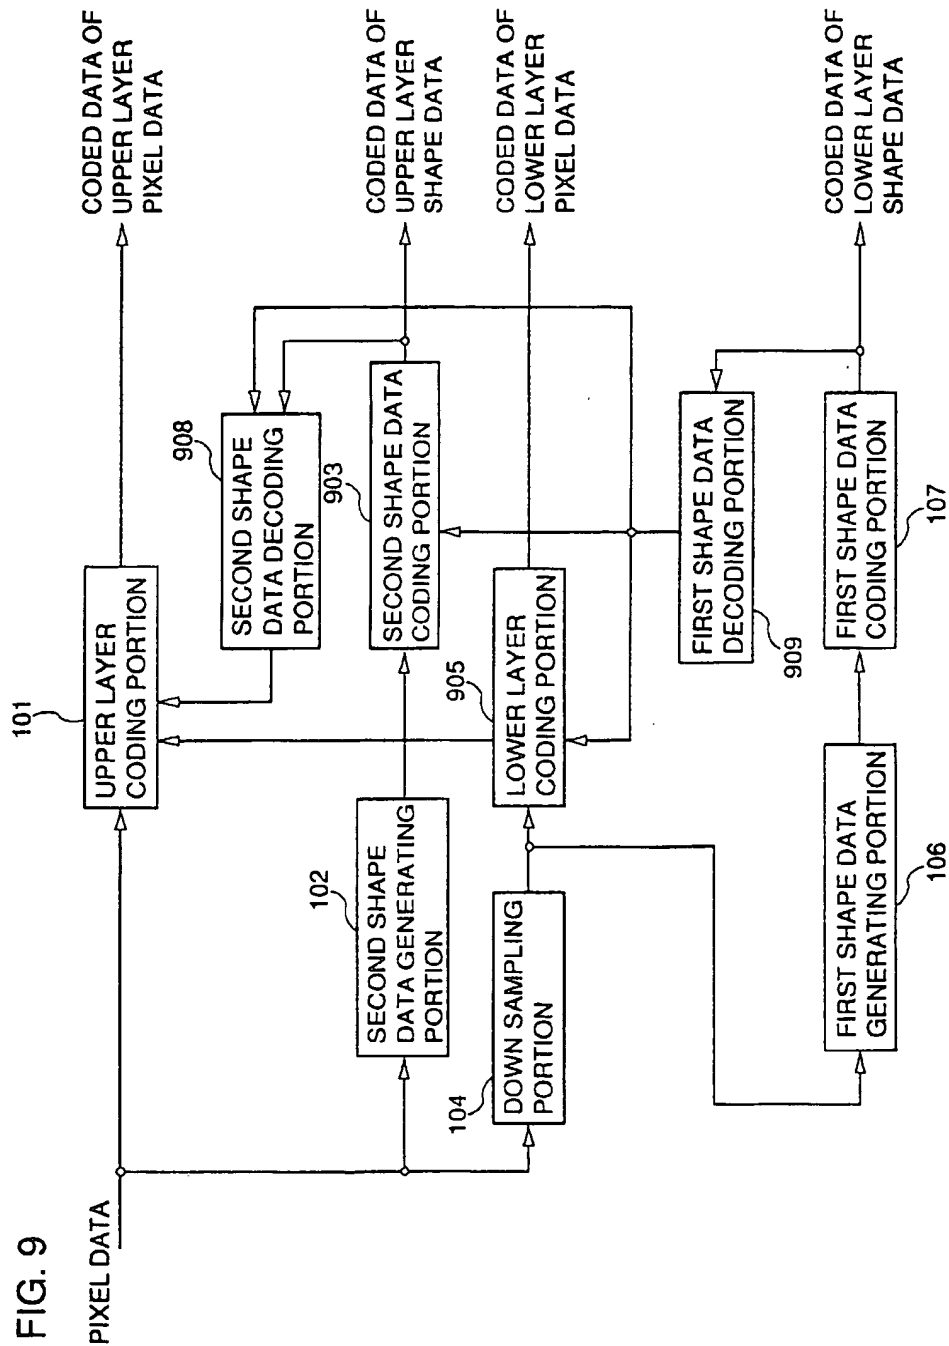 FIG. 9
PIXEL DATA
101
UPPER LAYER
CODING PORTION
CODED DATA OF
UPPER LAYER
PIXEL DATA
908
SECOND SHAPE
DATA DECODING
PORTION
102
SECOND SHAPE
DATA GENERATING
PORTION
903
SECOND SHAPE DATA
CODING PORTION
CODED DATA OF
UPPER LAYER
SHAPE DATA
104
DOWN SAMPLING
PORTION
905
LOWER LAYER
CODING PORTION
CODED DATA OF
LOWER LAYER
PIXEL DATA
FIRST SHAPE DATA
DECODING PORTION
909
FIRST SHAPE DATA
GENERATING PORTION
106
FIRST SHAPE DATA
CODING PORTION
107
CODED DATA OF
LOWER LAYER
SHAPE DATA